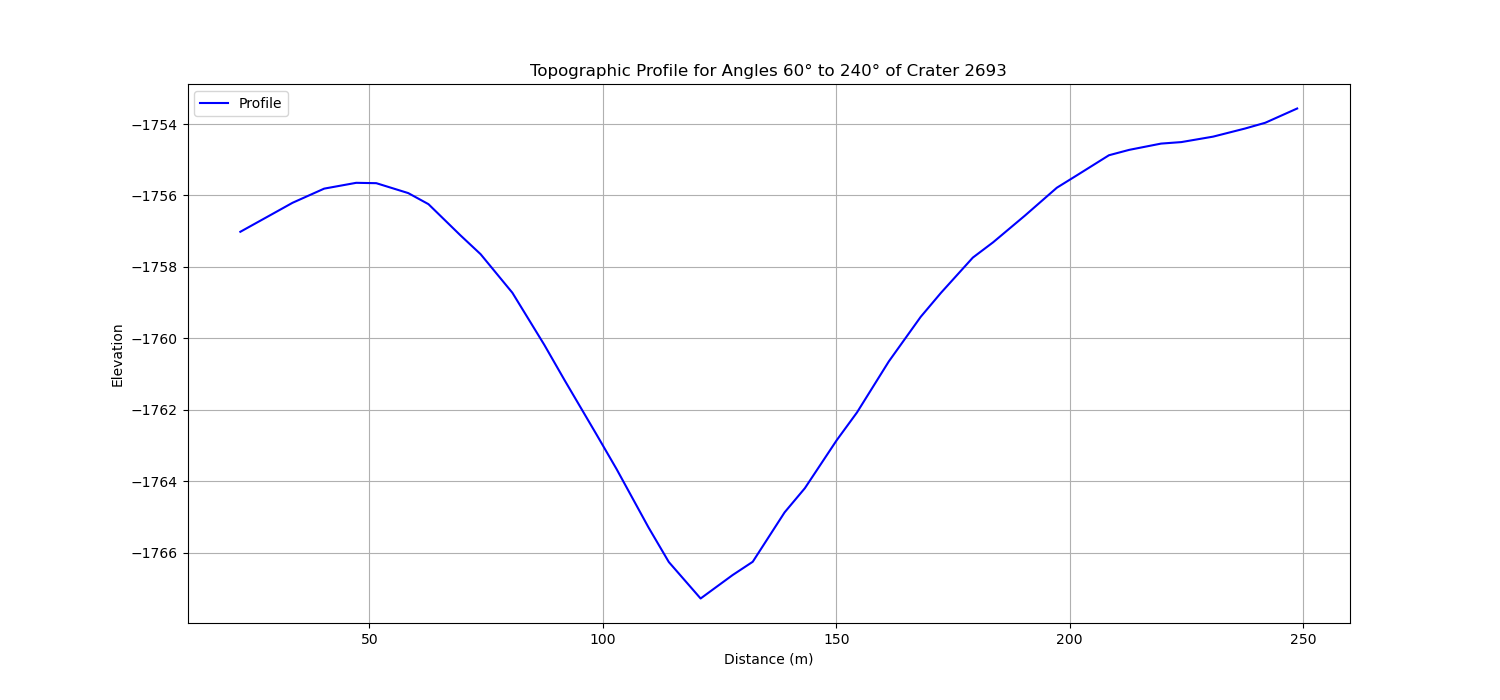 Topographic Profile for Angles 60° to 240° of Crater 2693
Profile
−1754
−1756
−1758
−1760
−1762
−1764
−1766
Elevation
50 100 150 200 250
Distance (m)